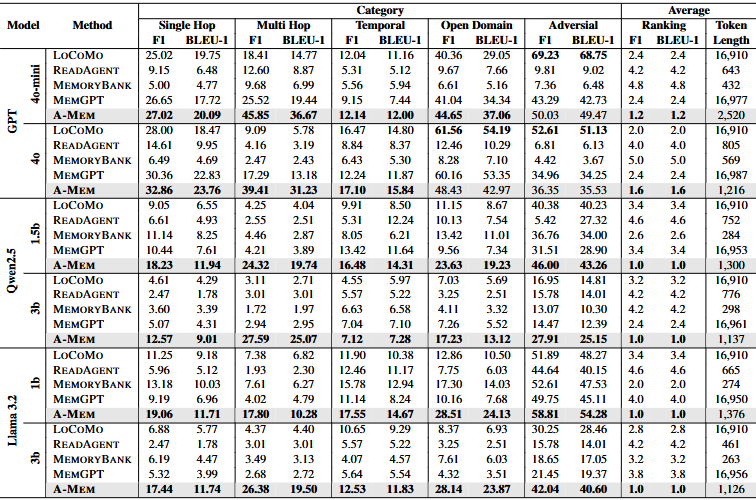 Model Method Category Average
Single Hop Multi Hop Temporal Open Domain Adversial Ranking Token
F1 BLEU-1 F1 BLEU-1 F1 BLEU-1 F1 BLEU-1 F1 BLEU-1 F1 BLEU-1 Length
GPT
4o-mini
LOCOMO 25.02 19.75 18.41 14.77 12.04 11.16 40.36 29.05 69.23 68.75 2.4 2.4 16,910
READAGENT 9.15 6.48 12.60 8.87 5.31 5.12 9.67 7.66 9.81 9.02 4.2 4.2 643
MEMORYBANK 5.00 4.77 9.68 6.99 5.56 5.94 6.61 5.16 7.36 6.48 4.8 4.8 432
MEMGPT 26.65 17.72 25.52 19.44 9.15 7.44 41.04 34.34 43.29 42.73 2.4 2.4 16,977
A-MEM 27.02 20.09 45.85 36.67 12.14 12.00 44.65 37.06 50.03 49.47 1.2 1.2 2,520
4o
LOCOMO 28.00 18.47 9.09 5.78 16.47 14.80 61.56 54.19 52.61 51.13 2.0 2.0 16,910
READAGENT 14.61 9.95 4.16 3.19 8.84 8.37 12.46 10.29 6.81 6.13 4.0 4.0 805
MEMORYBANK 6.49 4.69 2.47 2.43 6.43 5.30 8.28 7.10 4.42 3.67 5.0 5.0 569
MEMGPT 30.36 22.83 17.29 13.18 12.24 11.87 60.16 53.35 34.96 34.25 2.4 2.4 16,987
A-MEM 32.86 23.76 39.41 31.23 17.10 15.84 48.43 42.97 36.35 35.53 1.6 1.6 1,216
Qwen2.5
1.5b
LOCOMO 9.05 6.55 4.25 4.04 9.91 8.50 11.15 8.67 40.38 40.23 3.4 3.4 16,910
READAGENT 6.61 4.93 2.55 2.51 5.31 12.24 10.13 7.54 5.42 27.32 4.6 4.6 752
MEMORYBANK 11.14 8.25 4.46 2.87 8.05 6.21 13.42 11.01 36.76 34.00 2.6 2.6 284
MEMGPT 10.44 7.61 4.21 3.89 13.42 11.64 9.56 7.34 31.51 28.90 3.4 3.4 16,953
A-MEM 18.23 11.94 24.32 19.74 16.48 14.31 23.63 19.23 46.00 43.26 1.0 1.0 1,300
3b
LOCOMO 4.61 4.29 3.11 2.71 4.55 5.97 7.03 5.69 16.95 14.81 3.2 3.2 16,910
READAGENT 2.47 1.78 3.01 3.01 5.57 5.22 3.25 2.51 15.78 14.01 4.2 4.2 776
MEMORYBANK 3.60 3.39 1.72 1.97 6.63 6.58 4.11 3.32 13.07 10.30 4.2 4.2 298
MEMGPT 5.07 4.31 2.94 2.95 7.04 7.10 7.26 5.52 14.47 12.39 2.4 2.4 16,961
A-MEM 12.57 9.01 27.59 25.07 7.12 7.28 17.23 13.12 27.91 25.15 1.0 1.0 1,137
Llama 3.2
1b
LOCOMO 11.25 9.18 7.38 6.82 11.90 10.38 12.86 10.50 51.89 48.27 3.4 3.4 16,910
READAGENT 5.96 5.12 1.93 2.30 12.46 11.17 7.75 6.03 44.64 40.15 4.6 4.6 665
MEMORYBANK 13.18 10.03 7.61 6.27 15.78 12.94 17.30 14.03 52.61 47.53 2.0 2.0 274
MEMGPT 9.19 6.96 4.02 4.79 11.14 8.24 10.16 7.68 49.75 45.11 4.0 4.0 16,950
A-MEM 19.06 11.71 17.80 10.28 17.55 14.67 28.51 24.13 58.81 54.28 1.0 1.0 1,376
3b
LOCOMO 6.88 5.77 4.37 4.40 10.65 9.29 8.37 6.93 30.25 28.46 2.8 2.8 16,910
READAGENT 2.47 1.78 3.01 3.01 5.57 5.22 3.25 2.51 15.78 14.01 4.2 4.2 461
MEMORYBANK 6.19 4.47 3.49 3.13 4.07 4.57 7.61 6.03 18.65 17.05 3.2 3.2 263
MEMGPT 5.32 3.99 2.68 2.72 5.64 5.54 4.32 3.51 21.45 19.37 3.8 3.8 16,956
A-MEM 17.44 11.74 26.38 19.50 12.53 11.83 28.14 23.87 42.04 40.60 1.0 1.0 1,126